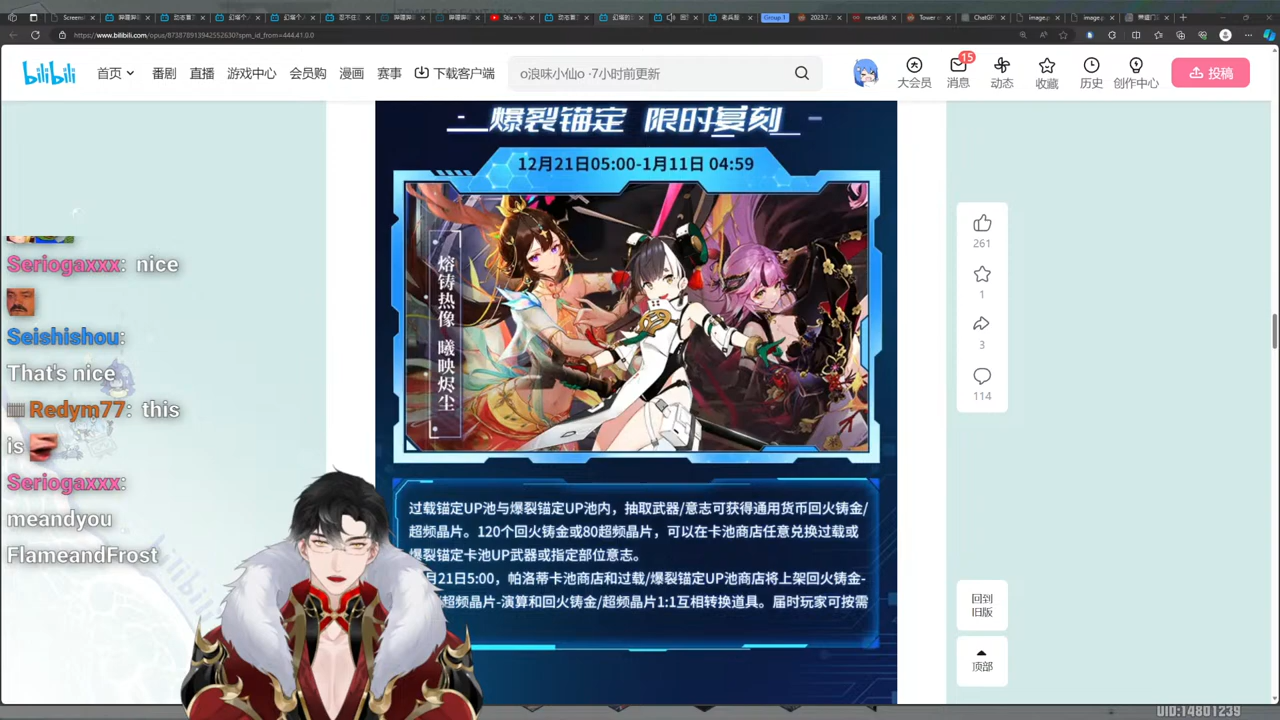 Screens
Group 1
2023.7
reveddit
Tower
ChatGF
image.p
image.p
https://www.bilibili.com/opus/873878913942552630?spm_id_from=444.41.0.0
bilibili
首页
番剧
直播
游戏中心
会员购
漫画
赛事
下载客户端
o浪味小仙o ·7小时前更新
大会员
15
消息
动态
收藏
历史
创作中心
投稿
爆裂锚定 限时复刻
12月21日05:00-1月11日 04:59
熔铸热像 曦映烬尘
261
1
3
114
Seriogaxxx: nice
Seishishou:
That's nice
Redym77: this
is
Seriogaxxx:
meandyou
FlameandFrost
过载锚定UP池与爆裂锚定UP池内，抽取武器/意志可获得通用货币回火铸金/
超频晶片。120个回火铸金或80超频晶片，可以在卡池商店任意兑换过载或
爆裂锚定卡池UP武器或指定部位意志。
月21日5:00，帕洛蒂卡池商店和过载/爆裂锚定UP池商店将上架回火铸金-
超频晶片-演算和回火铸金/超频晶片1:1互相转换道具。届时玩家可按需
回到
旧版
顶部
UID:14801239